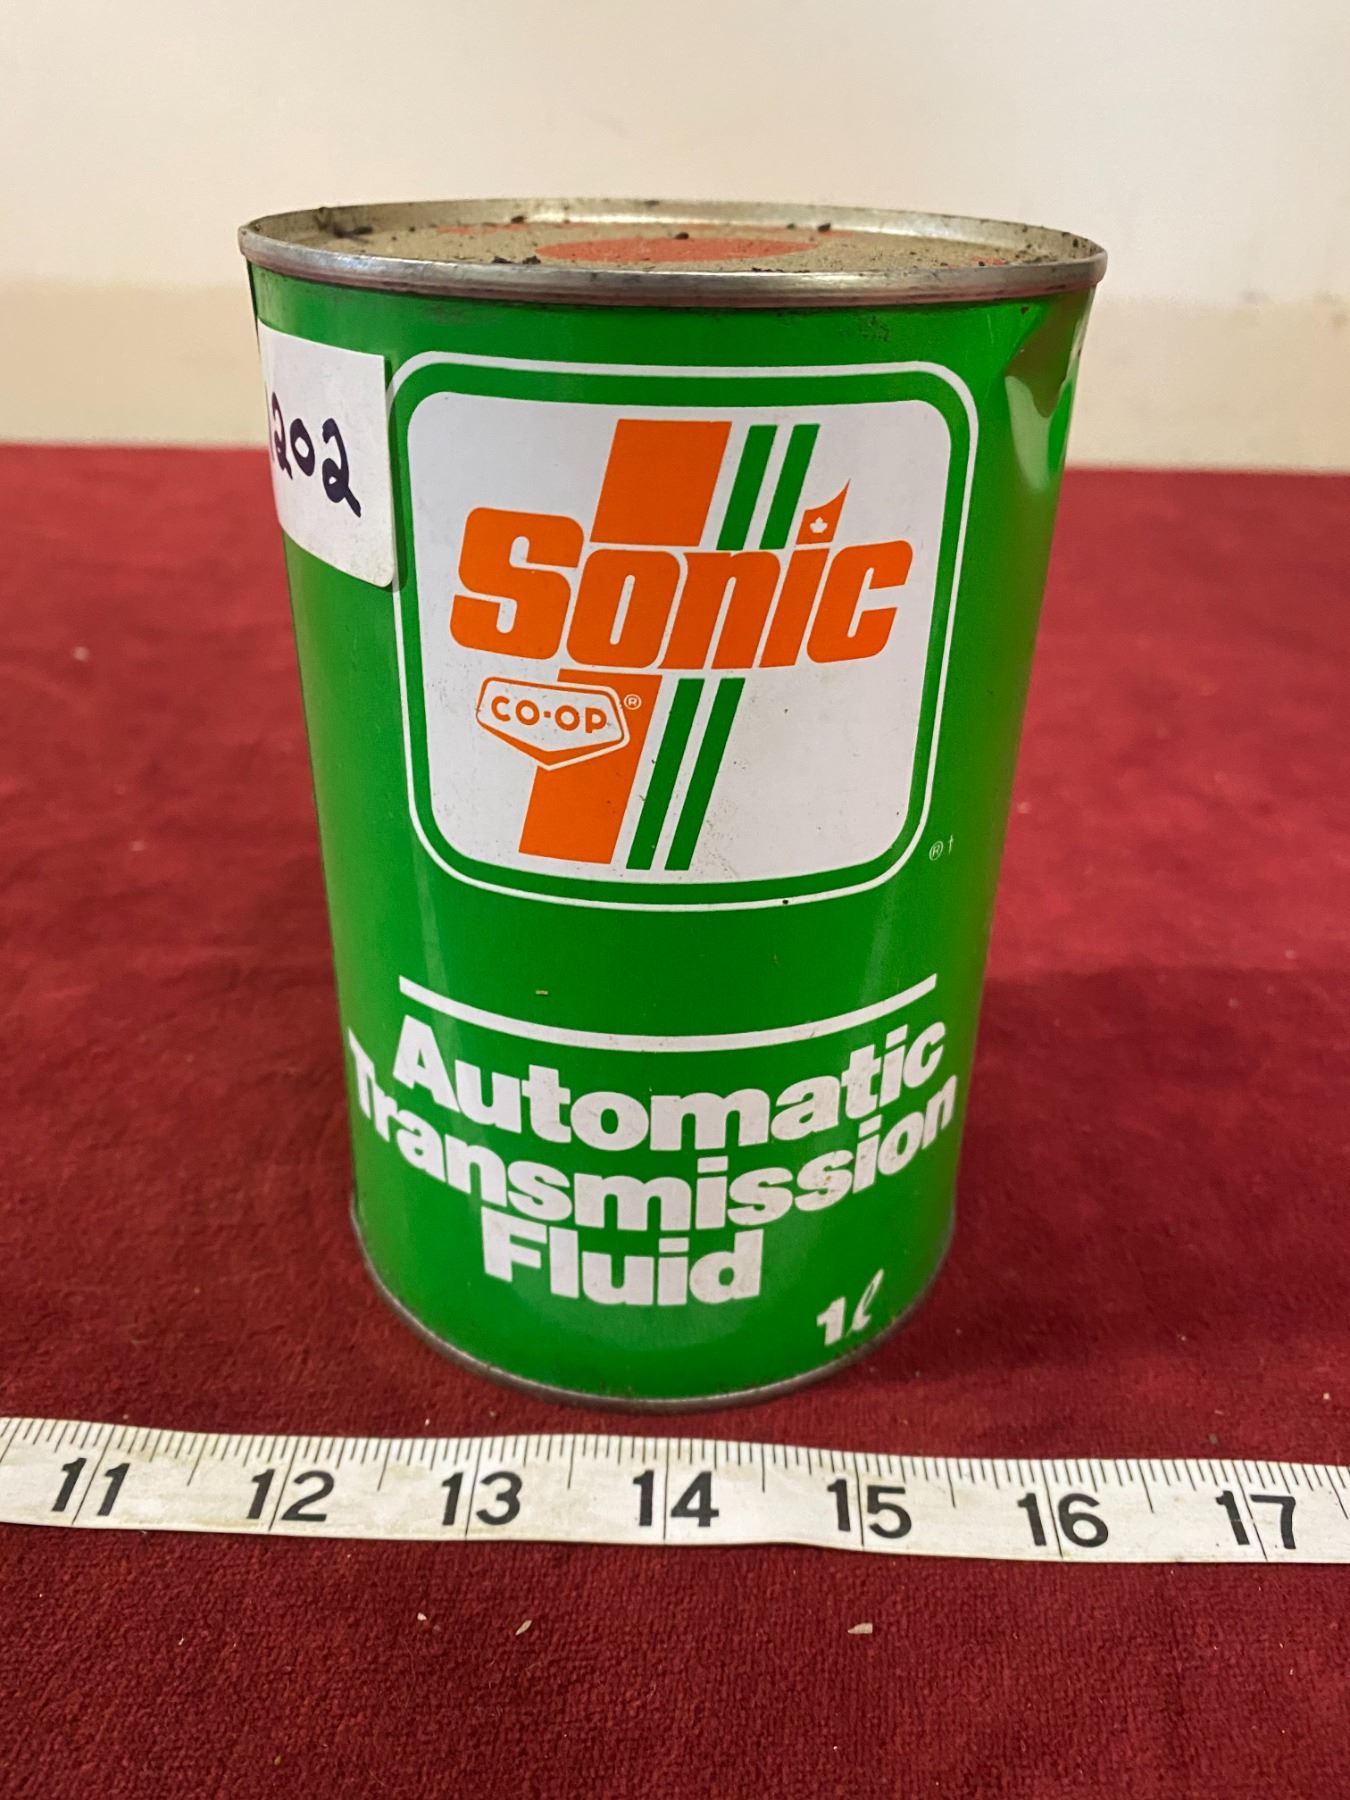 202
Sonic
CO-OP ®
® †
Automatic
Transmission
Fluid
1ℓ
11 12 13 14 15 16 17